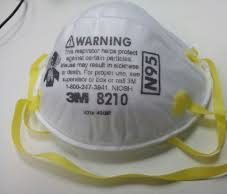 WARNING
This respirator helps protect
against certain particles.
Misuse may result in sickness
or death. For proper use, see
supervisor or box or call 3M
1-800-247-3941. NIOSH
3M 8210
N95